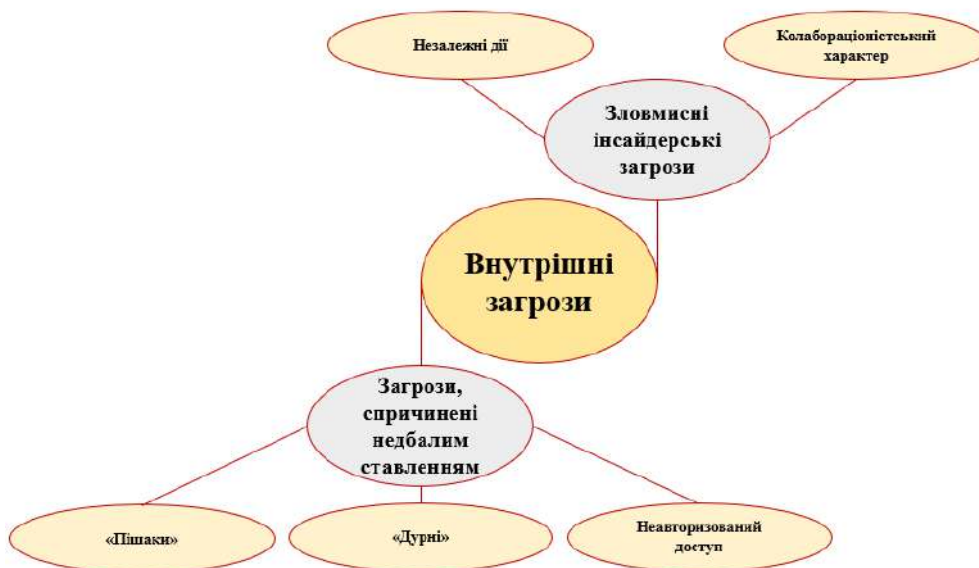 Незалежні дії
Колабораціоністський
характер
Зловмисні
інсайдерські
загрози
Внутрішні
загрози
Загрози,
спричинені
недбалим
ставленням
«Пішаки»
«Дурні»
Неавторизований
доступ